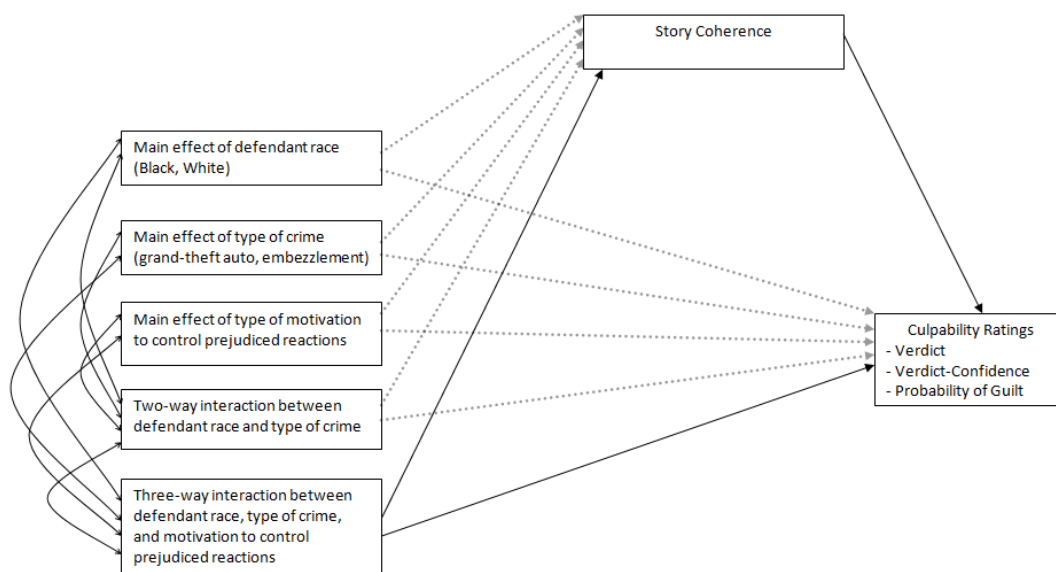 Story Coherence
Main effect of defendant race
(Black, White)
Main effect of type of crime
(grand-theft auto, embezzlement)
Main effect of type of motivation
to control prejudiced reactions
Two-way interaction between
defendant race and type of crime
Three-way interaction between
defendant race, type of crime,
and motivation to control
prejudiced reactions
Culpability Ratings
- Verdict
- Verdict-Confidence
- Probability of Guilt